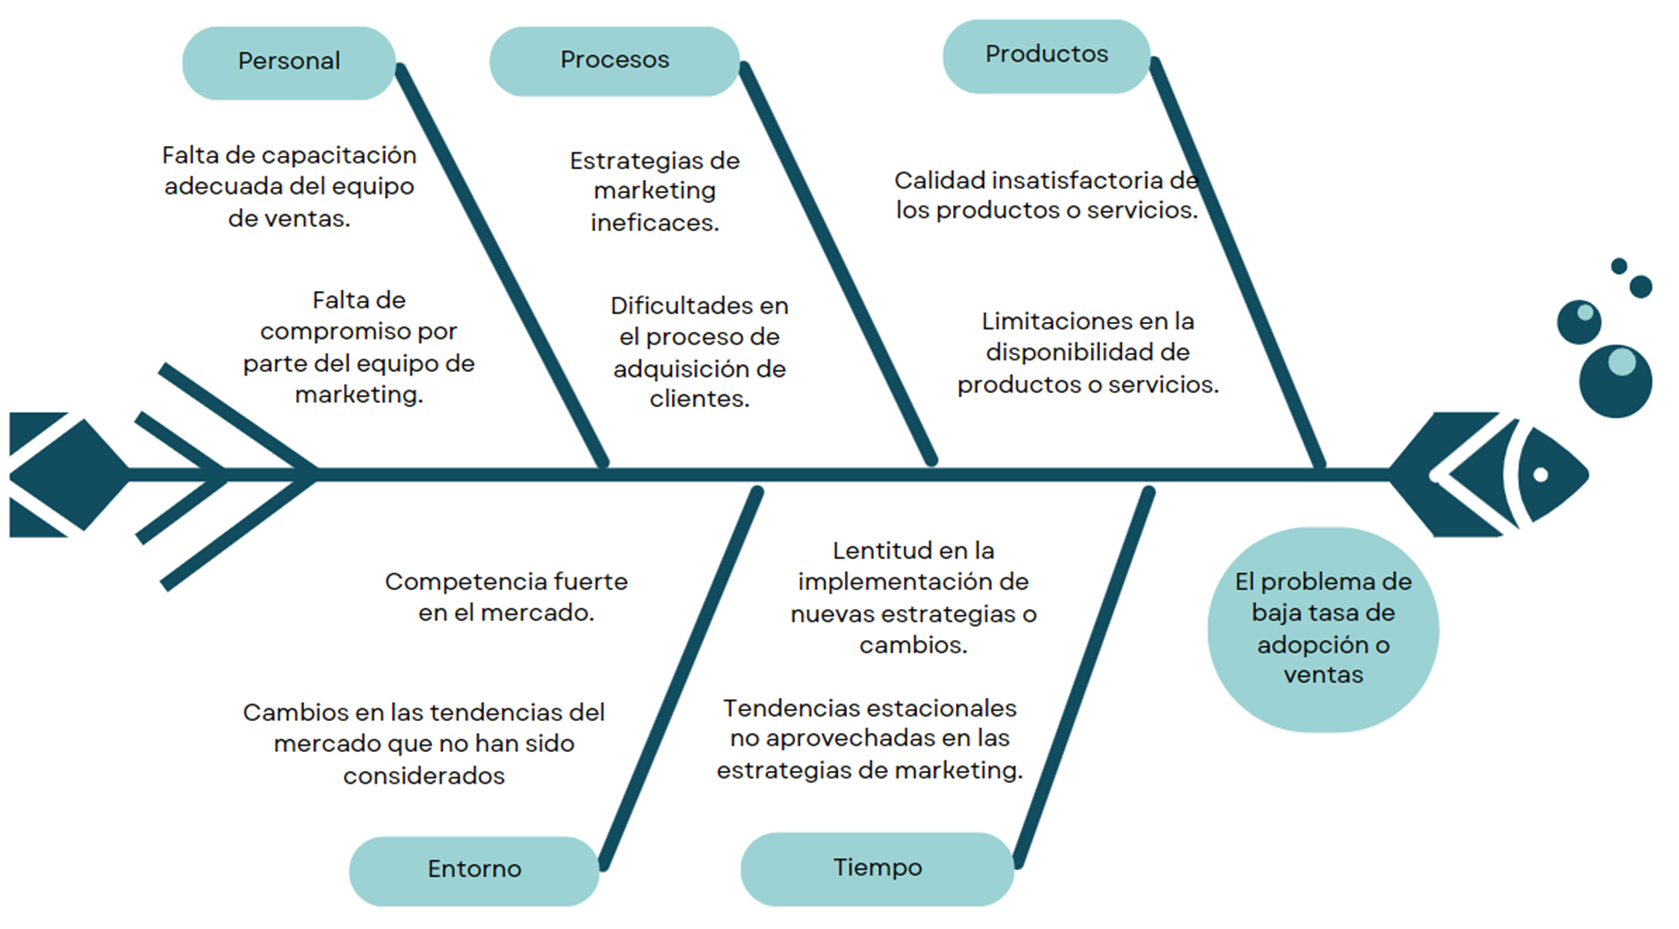 Personal
Procesos
Productos
Falta de capacitación
adecuada del equipo
de ventas.
Estrategias de
marketing
ineficaces.
Calidad insatisfactoria de
los productos o servicios.
Falta de
compromiso por
parte del equipo de
marketing.
Dificultades en
el proceso de
adquisición de
clientes.
Limitaciones en la
disponibilidad de
productos o servicios.
Competencia fuerte
en el mercado.
Lentitud en la
implementación de
nuevas estrategias o
cambios.
El problema de
baja tasa de
adopción o
ventas
Cambios en las tendencias del
mercado que no han sido
considerados
Tendencias estacionales
no aprovechadas en las
estrategias de marketing.
Entorno
Tiempo